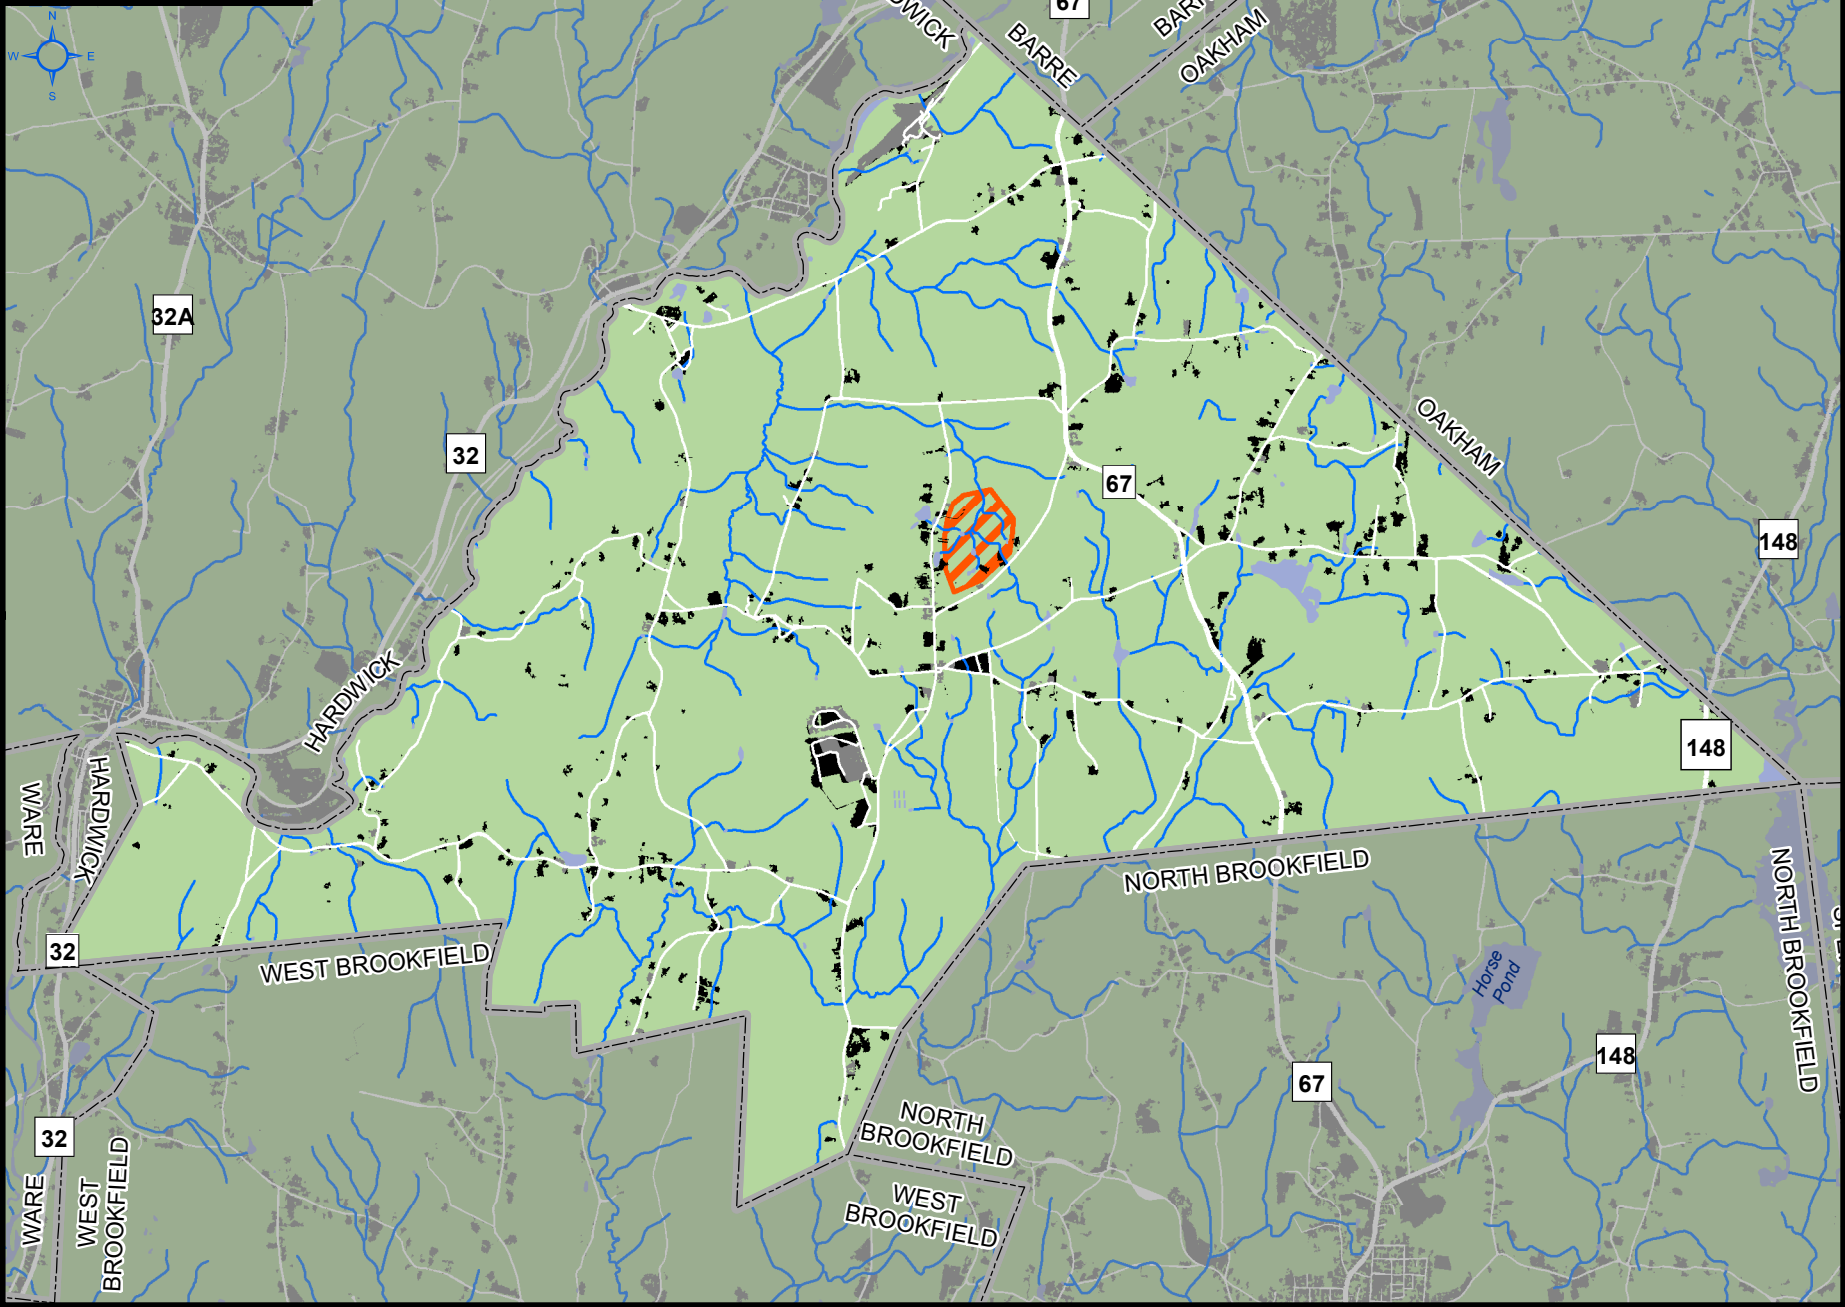 N
W
E
S
67
BARRE
OAKHAM
32A
32
67
OAKHAM
148
HARDWICK
148
WARE
HARDWICK
32
WEST BROOKFIELD
NORTH BROOKFIELD
NORTH BROOKFIELD
Horse
Pond
148
67
32
WARE
WEST
BROOKFIELD
NORTH
BROOKFIELD
WEST
BROOKFIELD